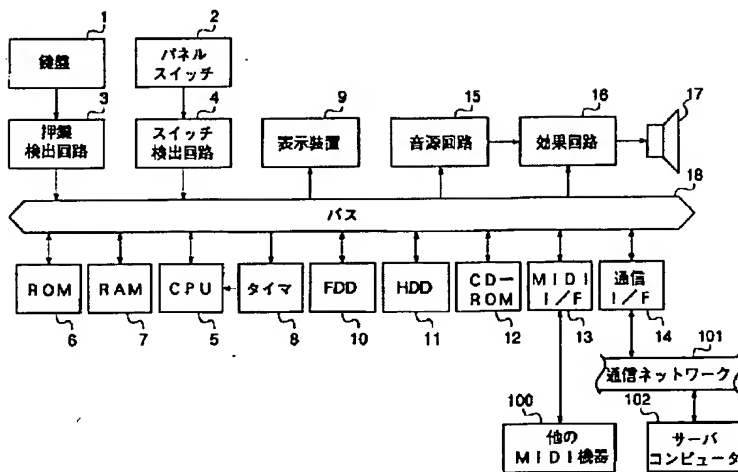 1
2
鍵盤
パネル
スイッチ
3
4
9
15
16
17
押鍵
検出回路
スイッチ
検出回路
表示装置
音源回路
効果回路
18
バス
ROM
RAM
CPU
タイマ
FDD
HDD
CD－
ROM
MIDI
I/F
通信
I/F
6
7
5
8
10
11
12
13
14
101
通信ネットワーク
100
102
他の
MIDI機器
サーバ
コンピュータ